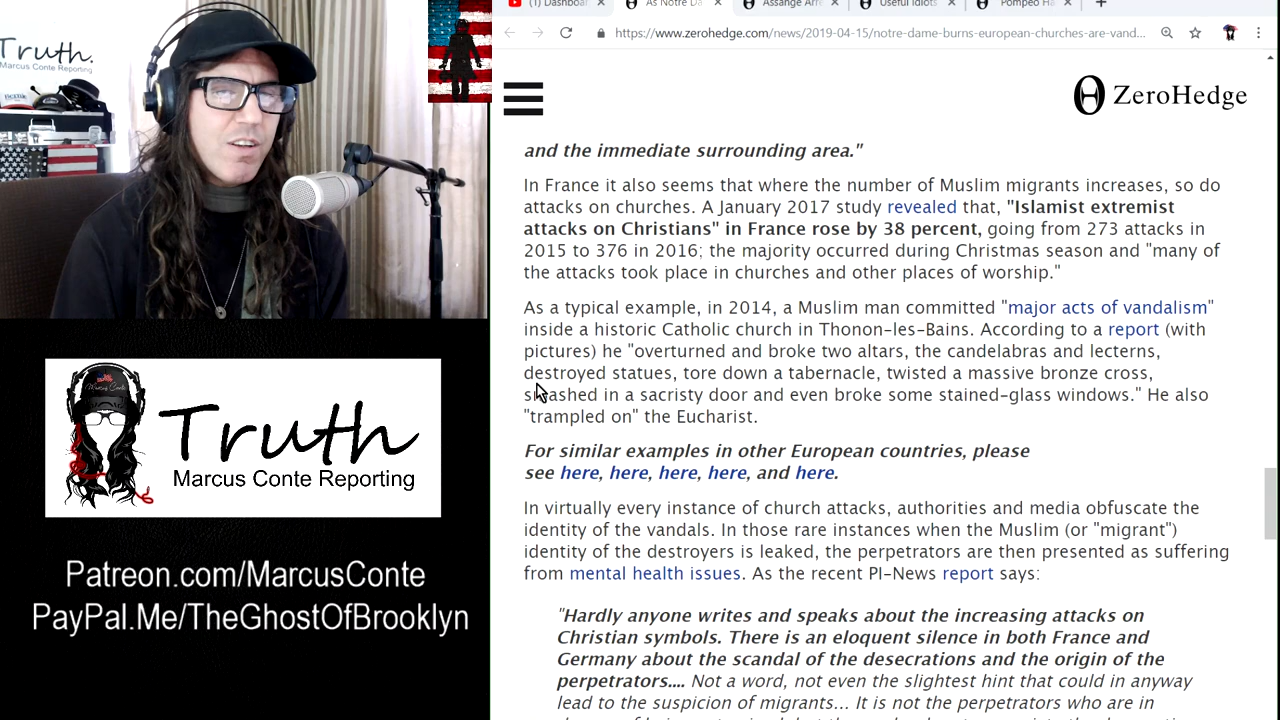 (1) Dashboar
As Notre Da
Assange Arre
Useful Idiots
Pompeo Ha
https://www.zerohedge.com/news/2019-04-15/notre-dame-burns-european-churches-are-vand...
Truth.
Marcus Conte Reporting
ZeroHedge
and the immediate surrounding area."
In France it also seems that where the number of Muslim migrants increases, so do
attacks on churches. A January 2017 study revealed that, "Islamist extremist
attacks on Christians" in France rose by 38 percent, going from 273 attacks in
2015 to 376 in 2016; the majority occurred during Christmas season and "many of
the attacks took place in churches and other places of worship."
As a typical example, in 2014, a Muslim man committed "major acts of vandalism"
inside a historic Catholic church in Thonon-les-Bains. According to a report (with
pictures) he "overturned and broke two altars, the candelabras and lecterns,
destroyed statues, tore down a tabernacle, twisted a massive bronze cross,
smashed in a sacristy door and even broke some stained-glass windows." He also
"trampled on" the Eucharist.
For similar examples in other European countries, please
see here, here, here, here, and here.
In virtually every instance of church attacks, authorities and media obfuscate the
identity of the vandals. In those rare instances when the Muslim (or "migrant")
identity of the destroyers is leaked, the perpetrators are then presented as suffering
from mental health issues. As the recent PI-News report says:
"Hardly anyone writes and speaks about the increasing attacks on
Christian symbols. There is an eloquent silence in both France and
Germany about the scandal of the desecrations and the origin of the
perpetrators.... Not a word, not even the slightest hint that could in anyway
lead to the suspicion of migrants... It is not the perpetrators who are in
Truth
Marcus Conte Reporting
Patreon.com/MarcusConte
PayPal.Me/TheGhostOfBrooklyn